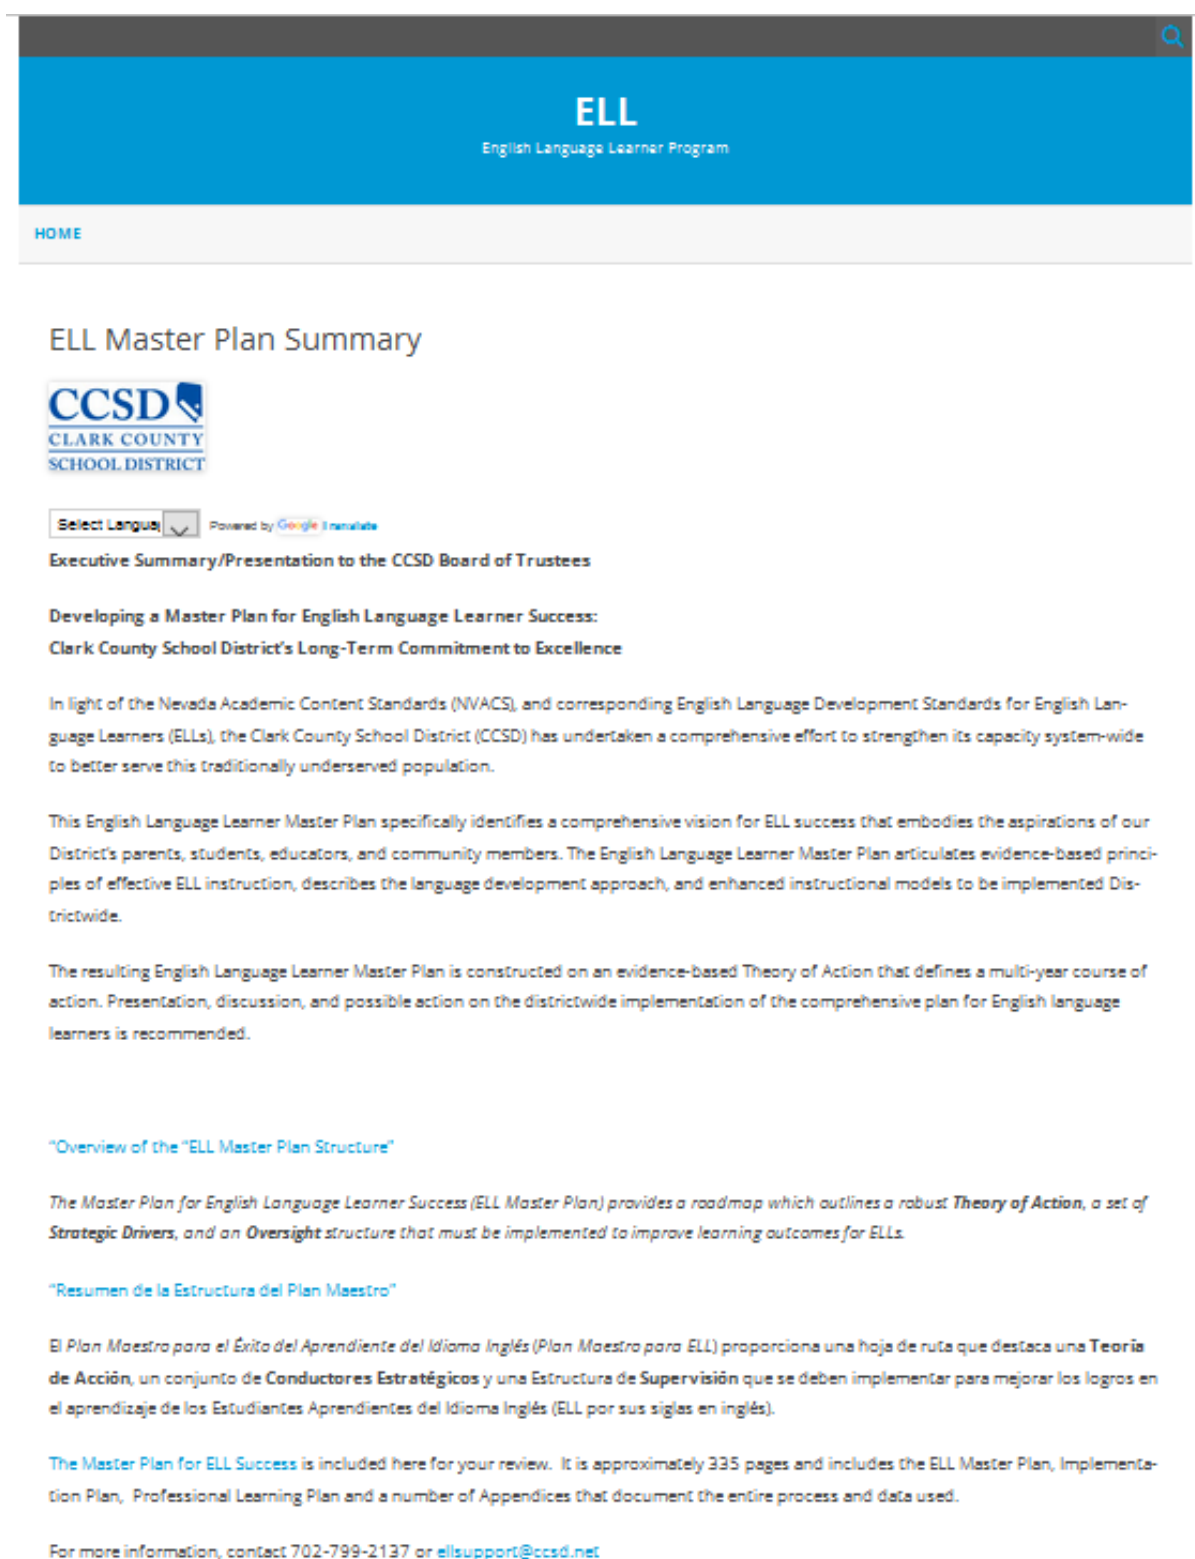 ELL
English Language Learner Program
HOME
ELL Master Plan Summary
CCSD
CLARK COUNTY
SCHOOL DISTRICT
Select Languag Powered by Google Translate
Executive Summary/Presentation to the CCSD Board of Trustees
Developing a Master Plan for English Language Learner Success:
Clark County School District's Long-Term Commitment to Excellence
In light of the Nevada Academic Content Standards (NVACS), and corresponding English Language Development Standards for English Lan-
guage Learners (ELLs), the Clark County School District (CCSD) has undertaken a comprehensive effort to strengthen its capacity system-wide
to better serve this traditionally underserved population.
This English Language Learner Master Plan specifically identifies a comprehensive vision for ELL success that embodies the aspirations of our
District's parents, students, educators, and community members. The English Language Learner Master Plan articulates evidence-based princi-
ples of effective ELL instruction, describes the language development approach, and enhanced instructional models to be implemented Dis-
trictwide.
The resulting English Language Learner Master Plan is constructed on an evidence-based Theory of Action that defines a multi-year course of
action. Presentation, discussion, and possible action on the districtwide implementation of the comprehensive plan for English language
learners is recommended.
"Overview of the "ELL Master Plan Structure"
The Master Plan for English Language Learner Success (ELL Master Plan) provides a roadmap which outlines a robust Theory of Action, a set of
Strategic Drivers, and an Oversight structure that must be implemented to improve learning outcomes for ELLs.
"Resumen de la Estructura del Plan Maestro"
El Plan Maestro para el Éxito del Aprendiente del Idioma Inglés (Plan Maestro para ELL) proporciona una hoja de ruta que destaca una Teoría
de Acción, un conjunto de Conductores Estratégicos y una Estructura de Supervisión que se deben implementar para mejorar los logros en
el aprendizaje de los Estudiantes Aprendientes del Idioma Inglés (ELL por sus siglas en inglés).
The Master Plan for ELL Success is included here for your review. It is approximately 335 pages and includes the ELL Master Plan, Implementa-
tion Plan, Professional Learning Plan and a number of Appendices that document the entire process and data used.
For more information, contact 702-799-2137 or ellsupport@ccsd.net